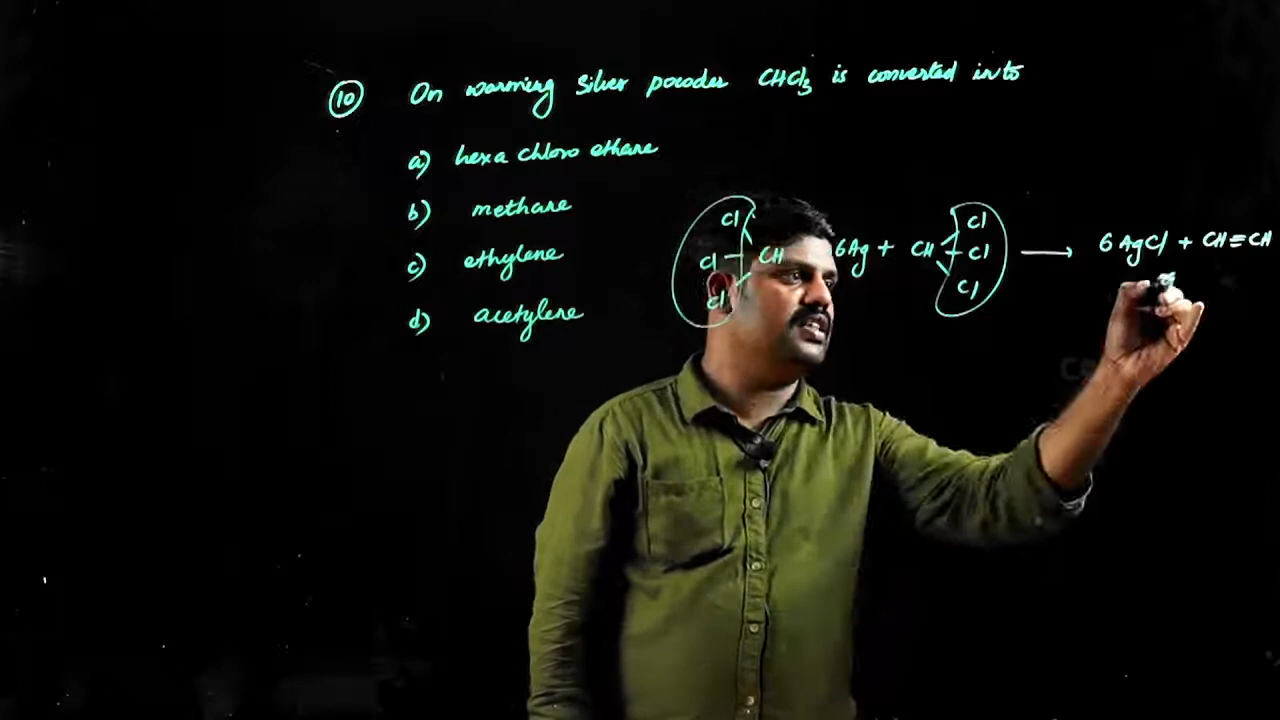 10 On warming Silver powder CHCl3 is converted into
a) hexa chloro ethane
b) methane
c) ethylene
d) acetylene
Cl
Cl - CH
Cl
6Ag + CH
Cl
- Cl
Cl
⟶ 6 AgCl + CH≡CH